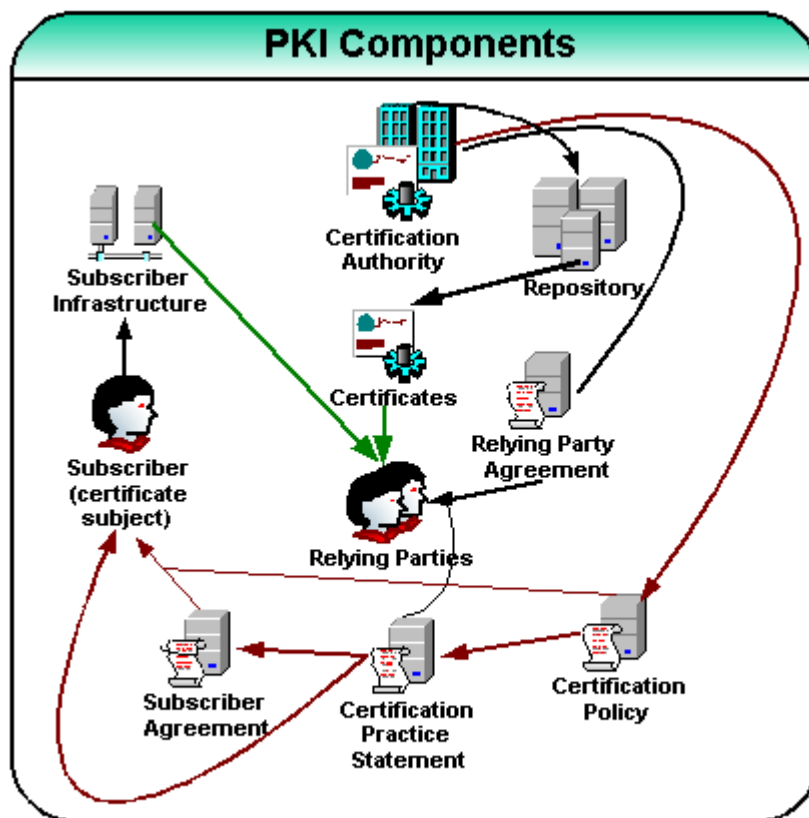 PKI Components
Certification
Authority
Repository
Subscriber
Infrastructure
Certificates
Relying Party
Agreement
Subscriber
(certificate
subject)
Relying Parties
Subscriber
Agreement
Certification
Practice
Statement
Certification
Policy